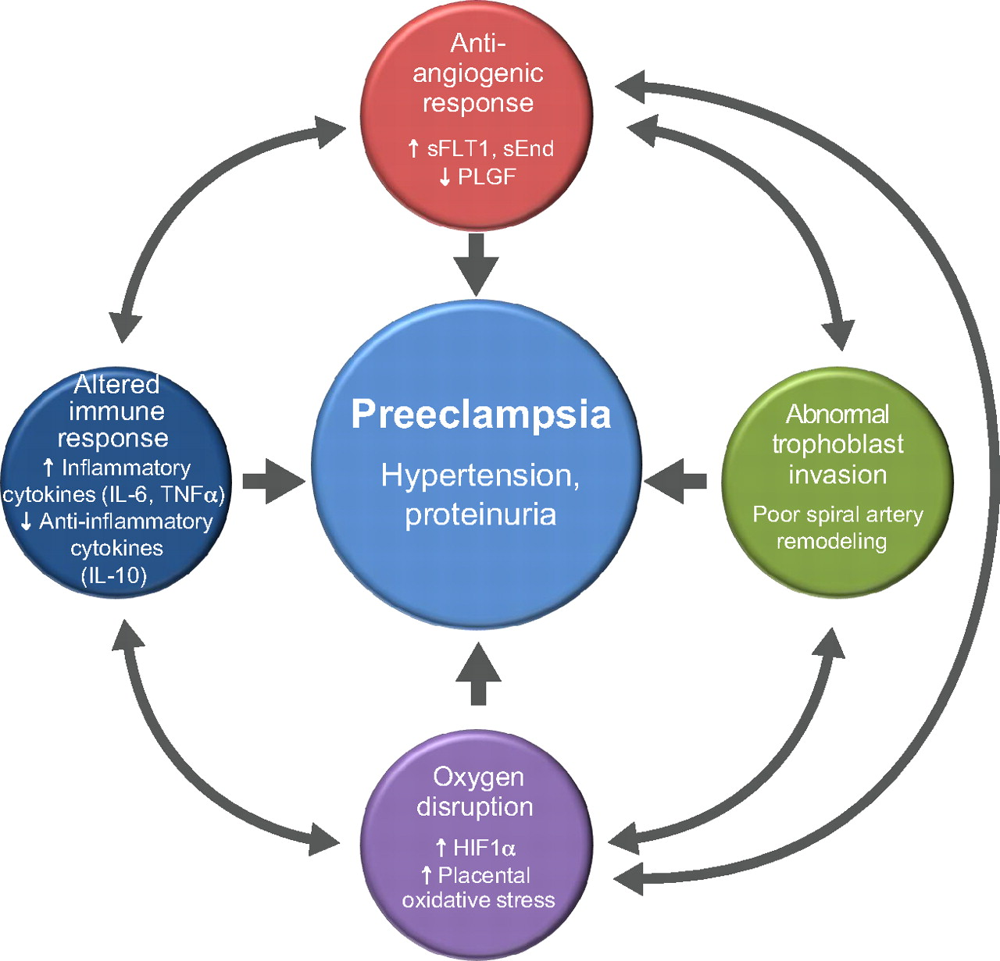 Anti-
angiogenic
response
↑ sFLT1, sEnd
↓ PLGF
Altered
immune
response
↑ Inflammatory
cytokines (IL-6, TNFα)
↓ Anti-inflammatory
cytokines
(IL-10)
Preeclampsia
Hypertension,
proteinuria
Abnormal
trophoblast
invasion
Poor spiral artery
remodeling
Oxygen
disruption
↑ HIF1α
↑ Placental
oxidative stress